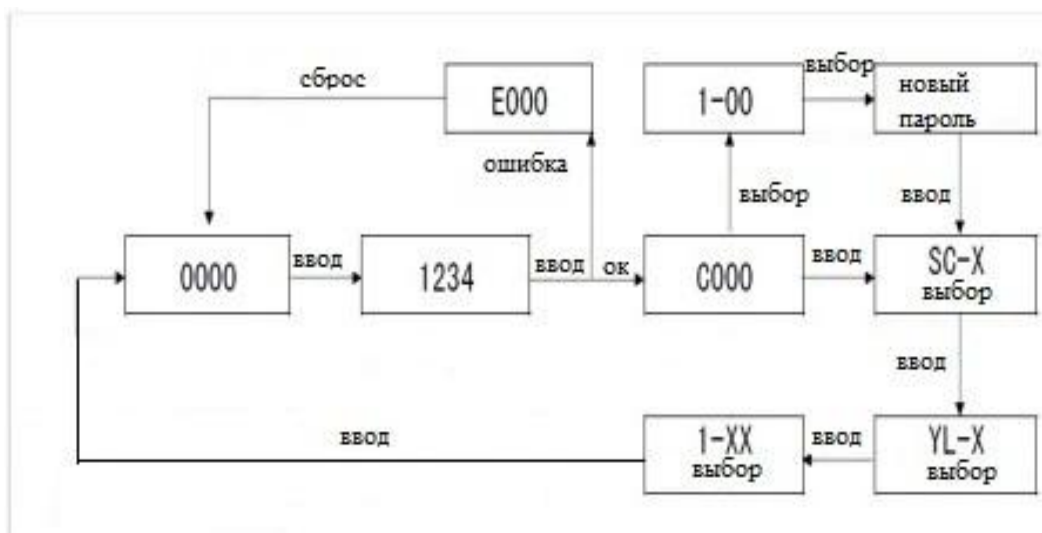 выбор
сброс
E000
1-00
новый
пароль
ошибка
выбор
ввод
0000
ввод
1234
ввод
ок
C000
ввод
SC-X
выбор
ввод
ввод
1-XX
выбор
ввод
YL-X
выбор